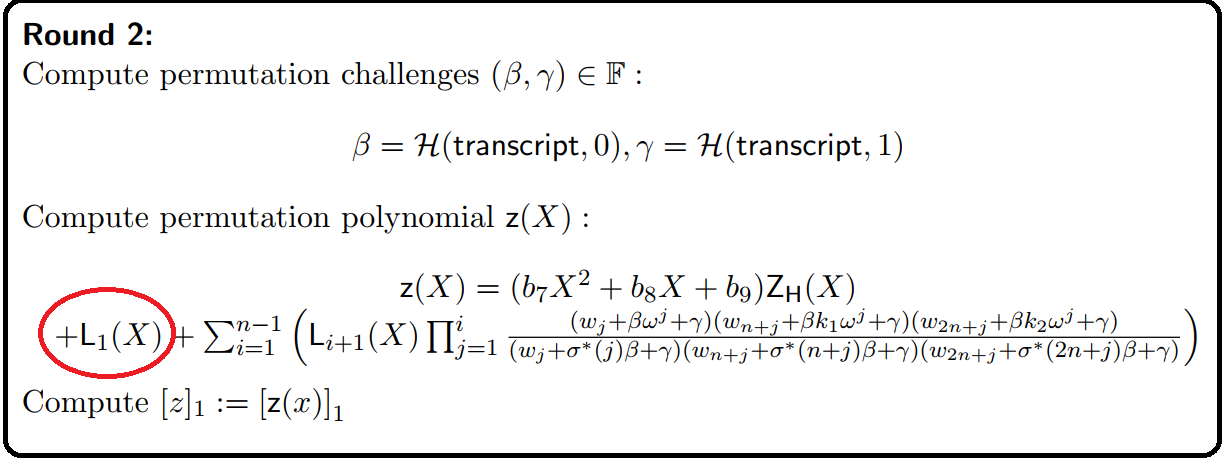 Round 2:
Compute permutation challenges (β, γ) ∈ 𝔽 :
β = ℋ(transcript, 0), γ = ℋ(transcript, 1)
Compute permutation polynomial z(X) :
z(X) = (b₇X² + b₈X + b₉)Z_H(X)
+L₁(X) + ∑_{i=1}^{n−1} ( L_{i+1}(X) ∏_{j=1}^{i} \frac{(w_j+βω^j+γ)(w_{n+j}+βk₁ω^j+γ)(w_{2n+j}+βk₂ω^j+γ)}{(w_j+σ*(j)β+γ)(w_{n+j}+σ*(n+j)β+γ)(w_{2n+j}+σ*(2n+j)β+γ)} )
Compute [z]₁ := [z(x)]₁